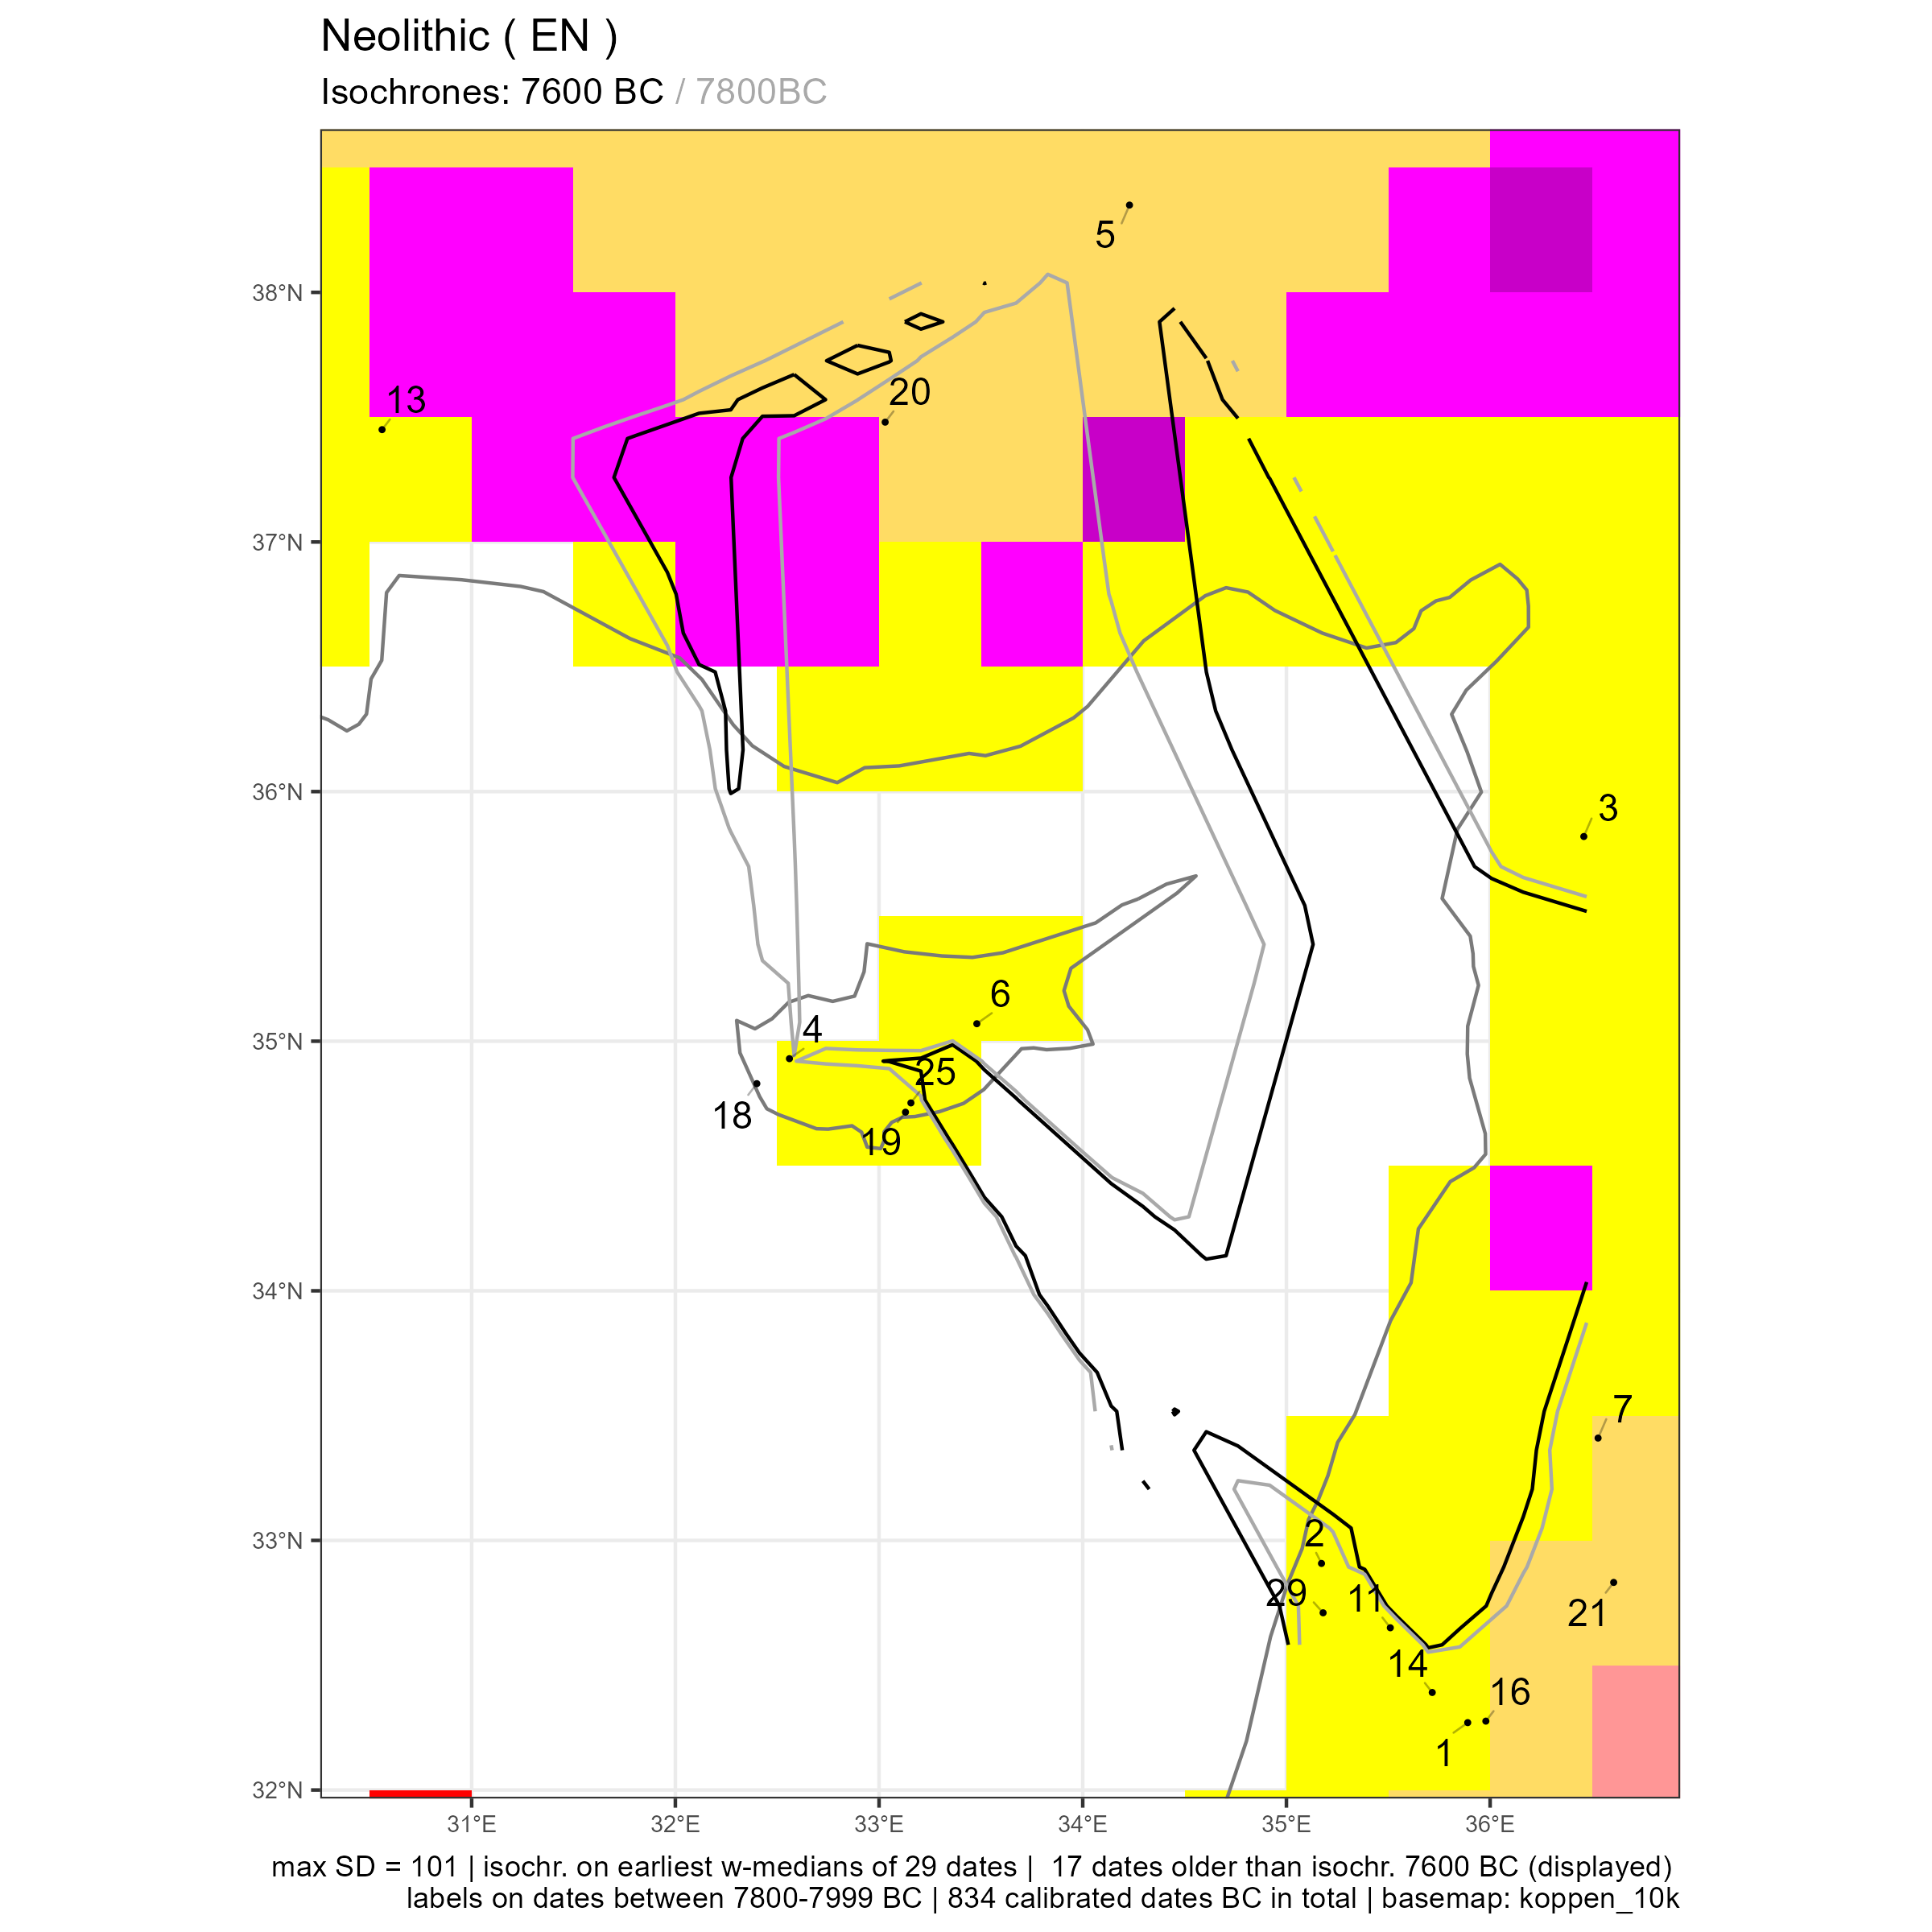 Neolithic ( EN )
Isochrones: 7600 BC / 7800BC
5
38°N
13
20
37°N
3
36°N
6
4
35°N
25
18
19
34°N
7
33°N
2
29
11
21
14
16
1
32°N
31°E 32°E 33°E 34°E 35°E 36°E
max SD = 101 | isochr. on earliest w-medians of 29 dates | 17 dates older than isochr. 7600 BC (displayed)
labels on dates between 7800-7999 BC | 834 calibrated dates BC in total | basemap: koppen_10k